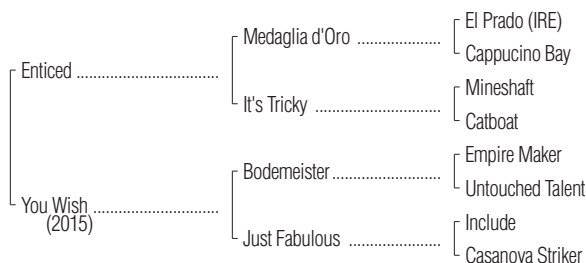 El Prado (IRE)
Medaglia d'Oro
Cappucino Bay
Enticed
Mineshaft
It's Tricky
Catboat
Empire Maker
Bodemeister
Untouched Talent
You Wish
(2015)
Include
Just Fabulous
Casanova Striker